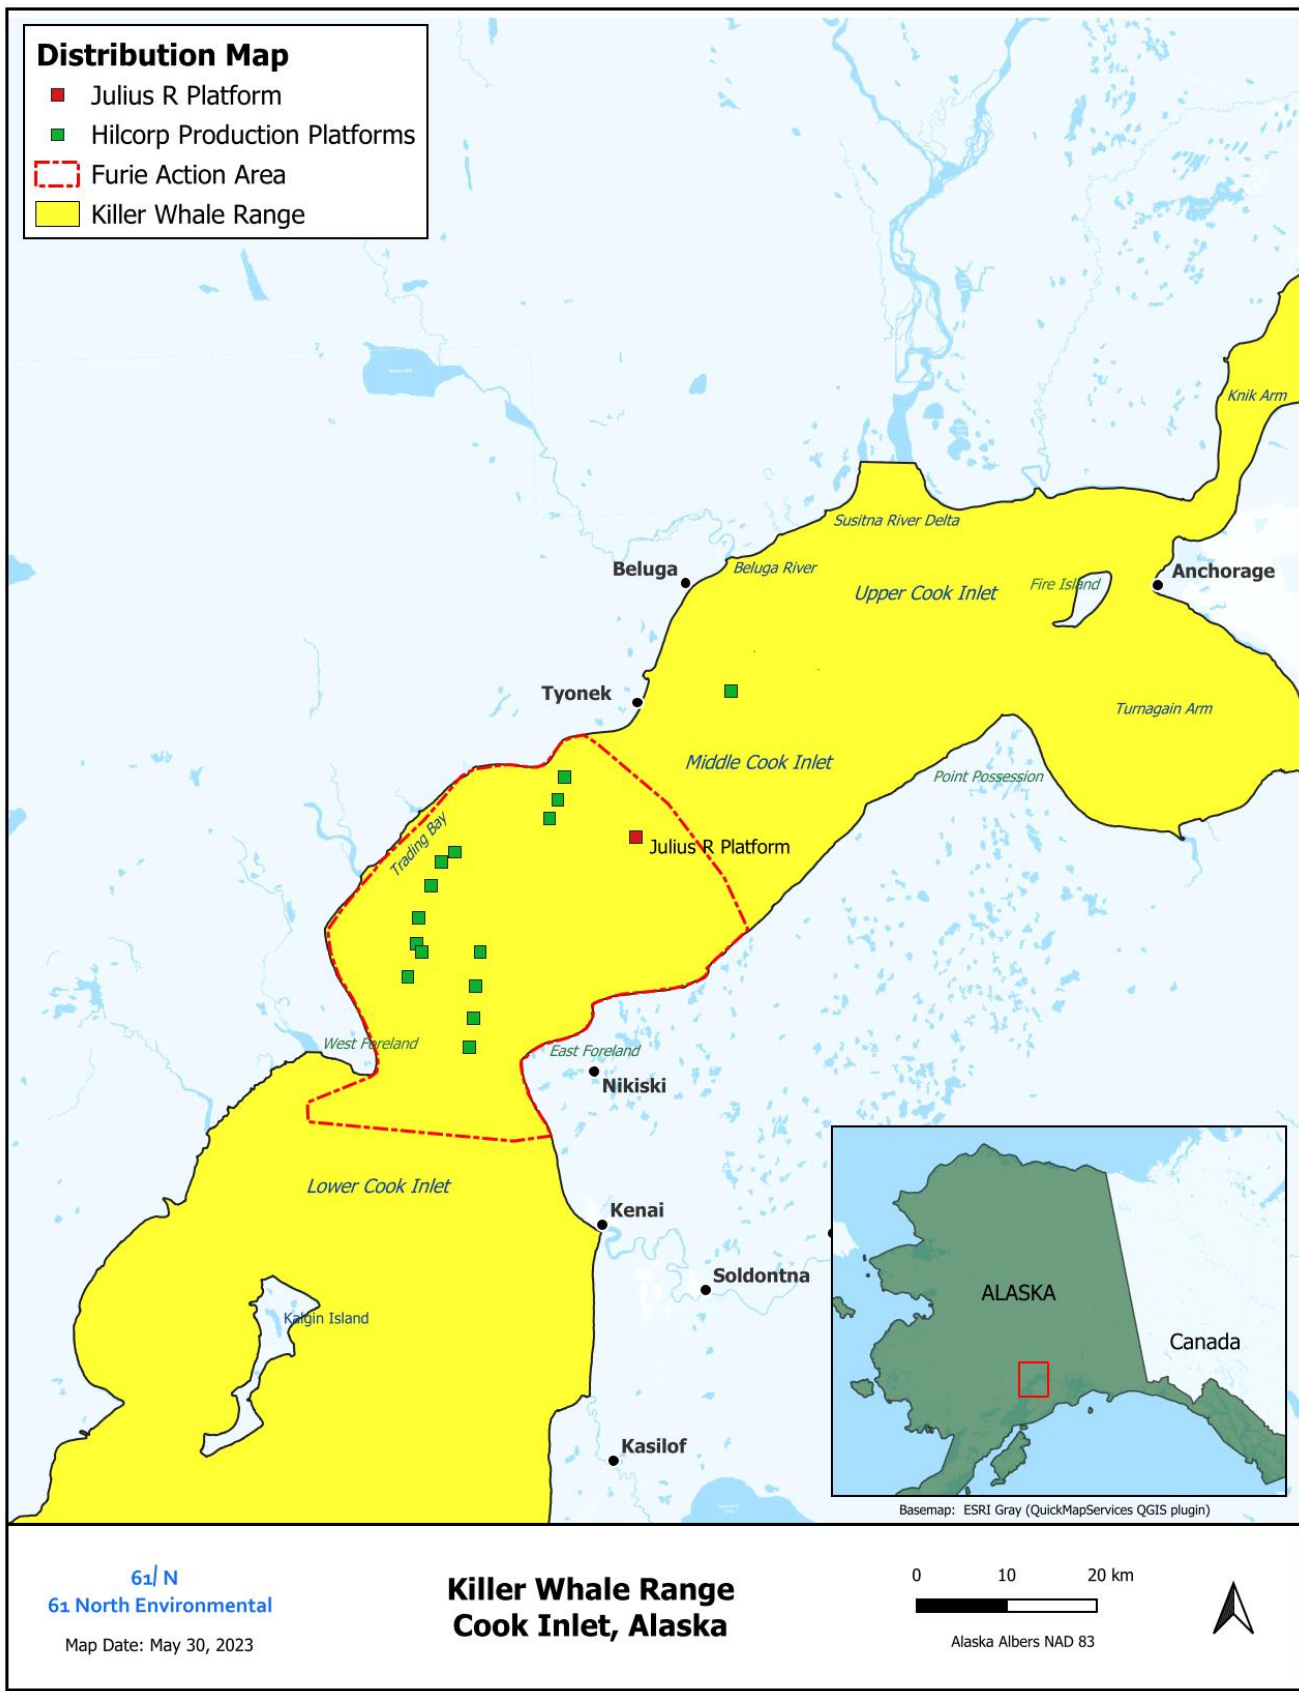 Distribution Map
Julius R Platform
Hilcorp Production Platforms
Furie Action Area
Killer Whale Range
Knik Arm
Susitna River Delta
Beluga
Beluga River
Upper Cook Inlet
Fire Island
Anchorage
Tyonek
Turnagain Arm
Middle Cook Inlet
Point Possession
Trading Bay
Julius R Platform
West Foreland
East Foreland
Nikiski
Lower Cook Inlet
Kenai
Soldontna
Kalgin Island
Kasilof
ALASKA
Canada
Basemap: ESRI Gray (QuickMapServices QGIS plugin)
61/ N
61 North Environmental
Map Date: May 30, 2023
Killer Whale Range
Cook Inlet, Alaska
0 10 20 km
Alaska Albers NAD 83